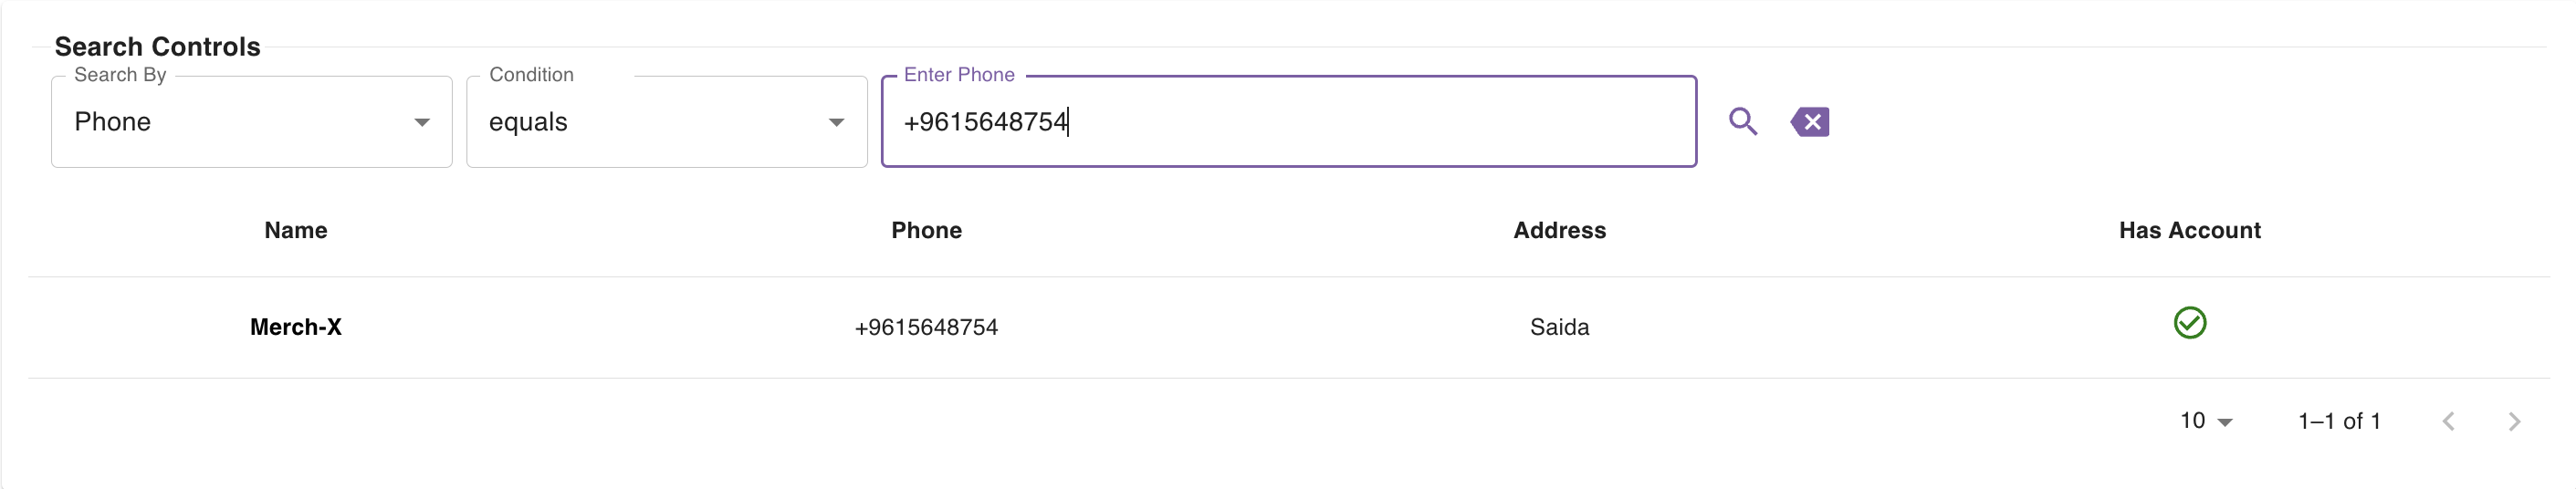 Search Controls
Search By Condition Enter Phone
Phone equals +9615648754
Name Phone Address Has Account
Merch-X +9615648754 Saida
10 1–1 of 1